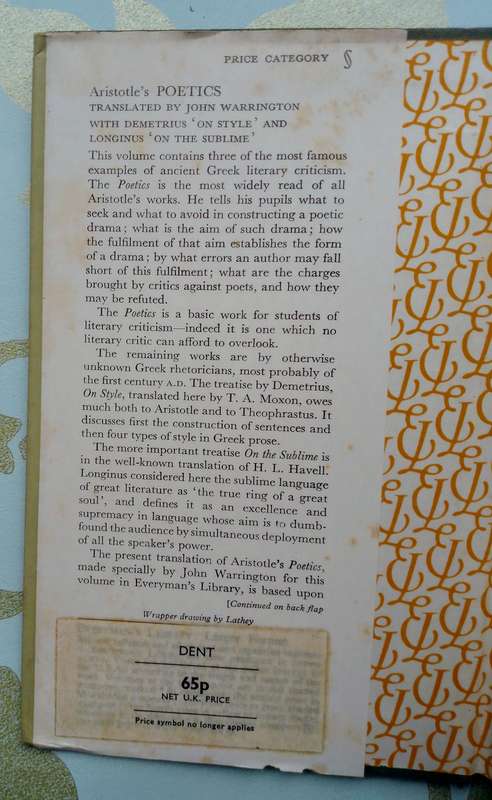 PRICE CATEGORY §
Aristotle's POETICS
TRANSLATED BY JOHN WARRINGTON
WITH DEMETRIUS 'ON STYLE' AND
LONGINUS 'ON THE SUBLIME'
This volume contains three of the most famous
examples of ancient Greek literary criticism.
The Poetics is the most widely read of all
Aristotle's works. He tells his pupils what to
seek and what to avoid in constructing a poetic
drama; what is the aim of such drama; how
the fulfilment of that aim establishes the form
of a drama; by what errors an author may fall
short of this fulfilment; what are the charges
brought by critics against poets, and how they
may be refuted.
The Poetics is a basic work for students of
literary criticism—indeed it is one which no
literary critic can afford to overlook.
The remaining works are by otherwise
unknown Greek rhetoricians, most probably of
the first century A.D. The treatise by Demetrius,
On Style, translated here by T. A. Moxon, owes
much both to Aristotle and to Theophrastus. It
discusses first the construction of sentences and
then four types of style in Greek prose.
The more important treatise On the Sublime is
in the well-known translation of H. L. Havell.
Longinus considered here the sublime language
of great literature as 'the true ring of a great
soul', and defines it as an excellence and
supremacy in language whose aim is to dumb-
found the audience by simultaneous deployment
of all the speaker's power.
The present translation of Aristotle's Poetics,
made specially by John Warrington for this
volume in Everyman's Library, is based upon
[Continued on back flap
Wrapper drawing by Lathey
DENT
65p
NET U.K. PRICE
Price symbol no longer applies